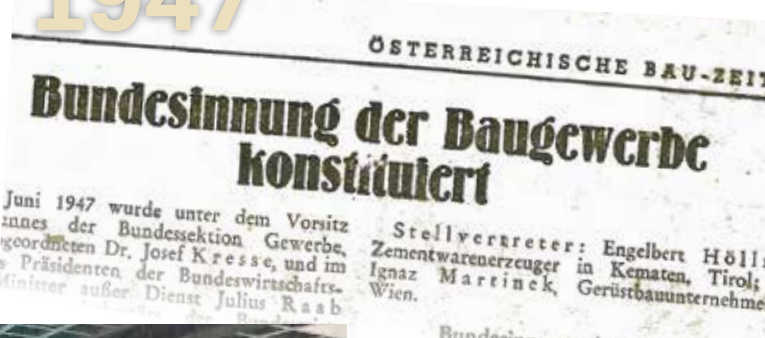 1947
ÖSTERREICHISCHE BAU-ZEIT
Bundesinnung der Baugewerbe
konstituiert
Juni 1947 wurde unter dem Vorsitz
annes der Bundessektion Gewerbe,
geordneten Dr. Josef Kresse, und im
Präsidenten der Bundeswirtschafts-
Minister außer Dienst Julius Raab
der
Stellvertreter: Engelbert Höll
Zementwarenerzeuger in Kematen, Tirol;
Ignaz Martinek, Gerüstbauunternehme
Wien.